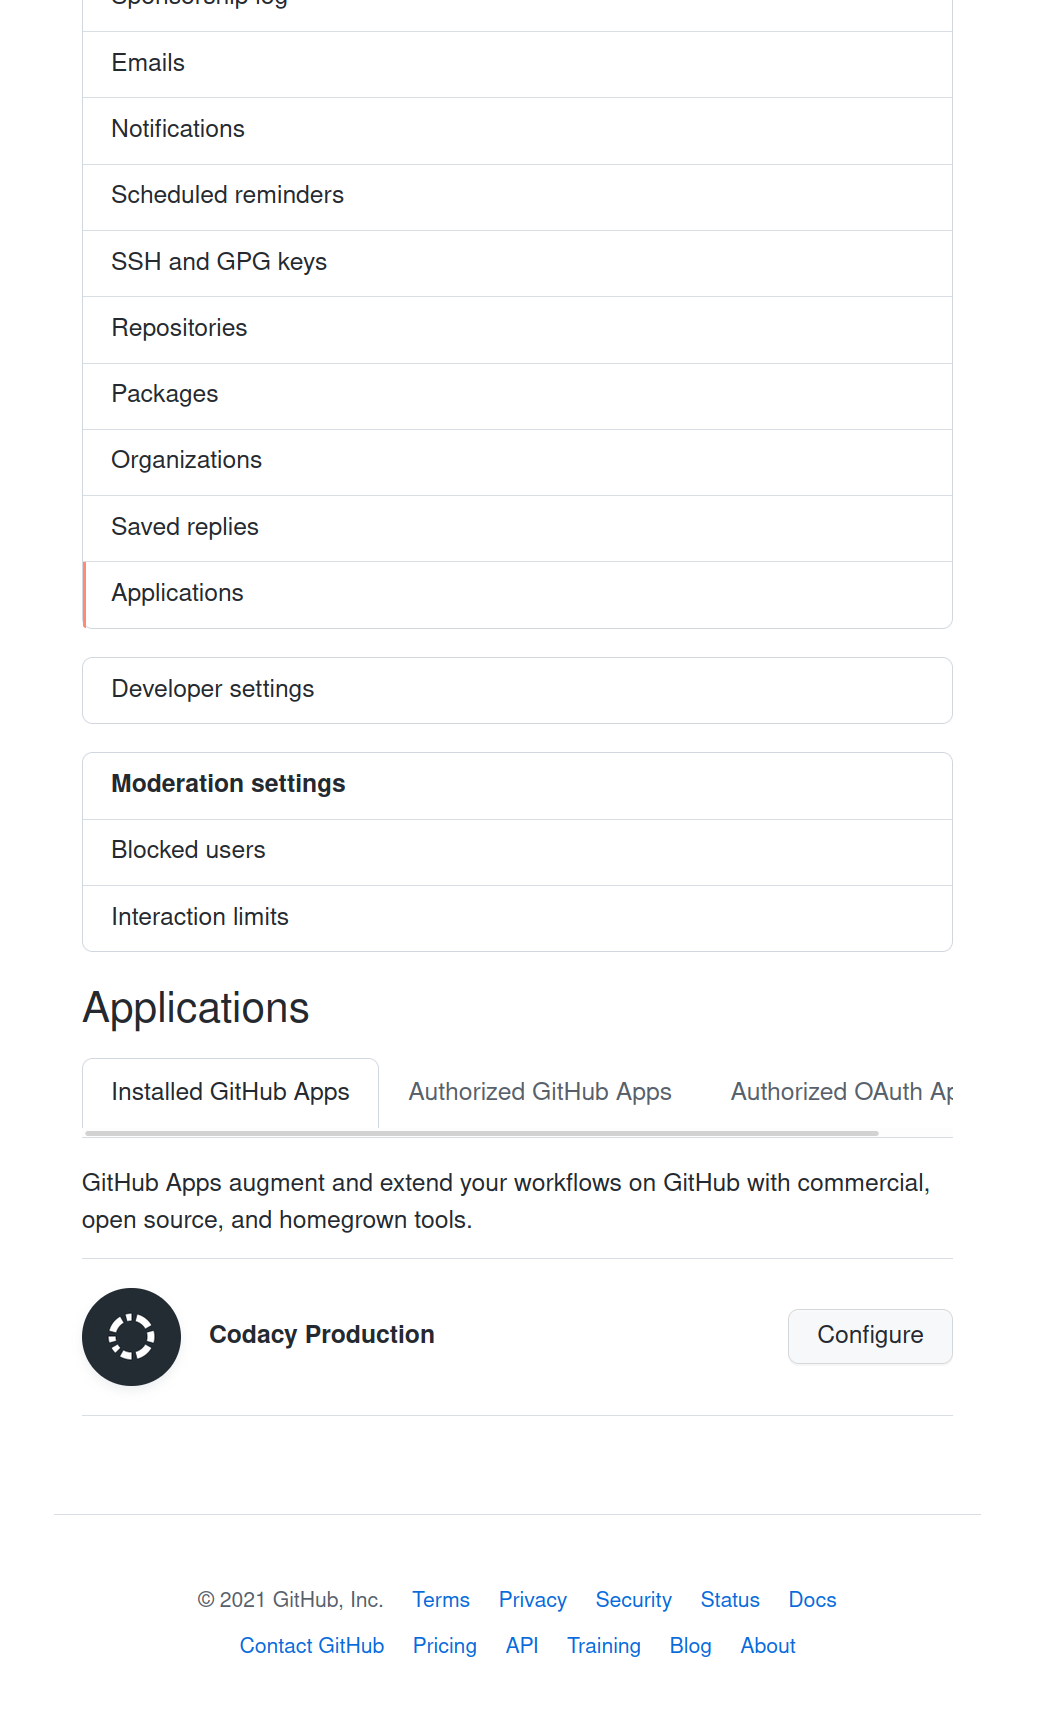 Sponsorship log
Emails
Notifications
Scheduled reminders
SSH and GPG keys
Repositories
Packages
Organizations
Saved replies
Applications
Developer settings
Moderation settings
Blocked users
Interaction limits
Applications
Installed GitHub Apps Authorized GitHub Apps Authorized OAuth Ap
GitHub Apps augment and extend your workflows on GitHub with commercial,
open source, and homegrown tools.
Codacy Production Configure
© 2021 GitHub, Inc. Terms Privacy Security Status Docs
Contact GitHub Pricing API Training Blog About